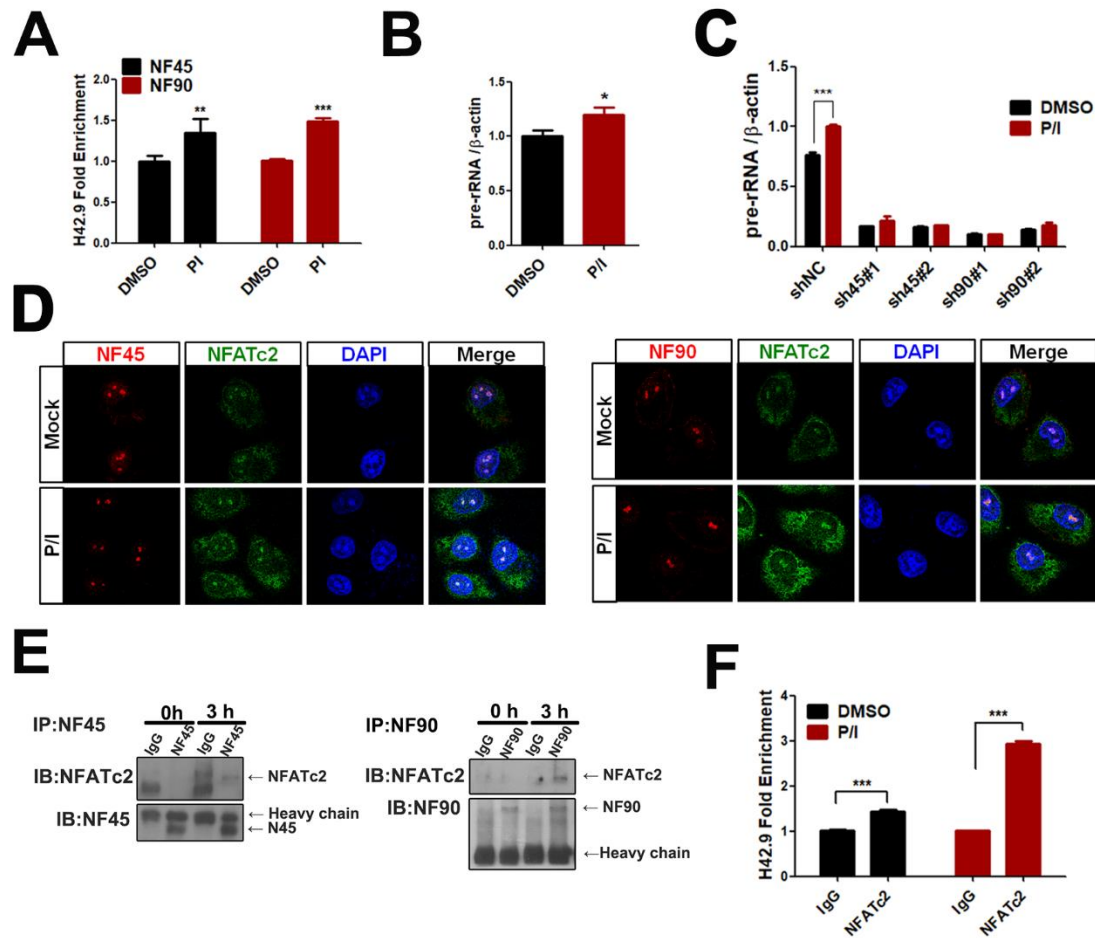 A
NF45
NF90
H42.9 Fold Enrichment
2.0
1.5
1.0
0.5
0.0
**
***
DMSO
PI
DMSO
PI
B
pre-rRNA /β-actin
1.5
1.0
0.5
0.0
*
DMSO
P/I
C
DMSO
P/I
pre-rRNA /β-actin
1.5
1.0
0.5
0.0
***
shNC
sh45#1
sh45#2
sh90#1
sh90#2
D
NF45 NFATc2 DAPI Merge
Mock
P/I
NF90 NFATc2 DAPI Merge
Mock
P/I
E
IP:NF45
0h 3 h
IgG NF45 IgG NF45
IB:NFATc2 ← NFATc2
IB:NF45 ← Heavy chain
← N45
IP:NF90
0 h 3 h
IgG NF90 IgG NF90
IB:NFATc2 ← NFATc2
IB:NF90 ← NF90
←Heavy chain
F
DMSO
P/I
H42.9 Fold Enrichment
4
3
2
1
0
***
***
IgG
NFATc2
IgG
NFATc2